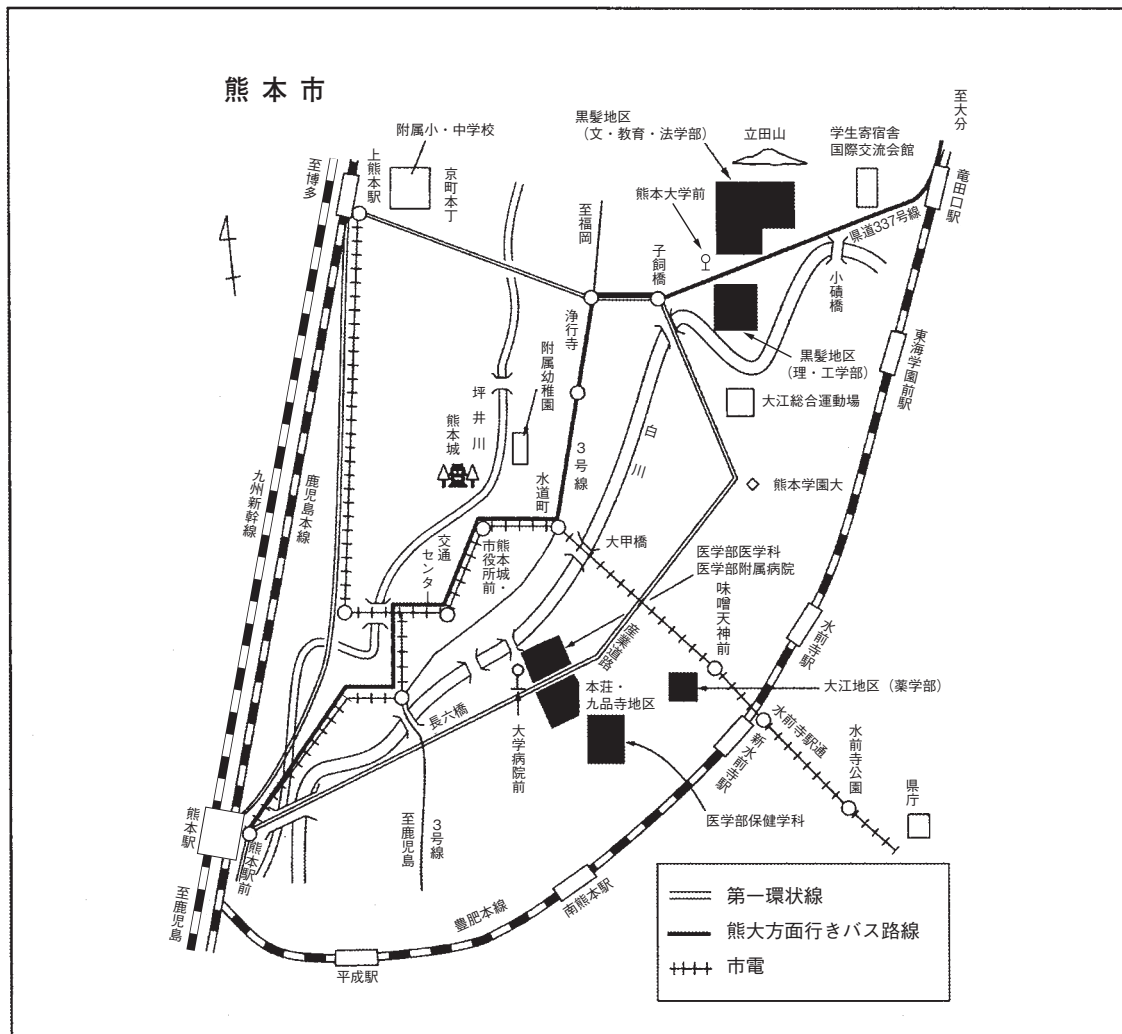 熊本市
附属小・中学校
京町本丁
上熊本駅
至博多
黒髪地区
（文・教育・法学部）
立田山
学生寄宿舎
国際交流会館
至大分
竜田口駅
熊本大学前
県道337号線
小磧橋
至福岡
子飼橋
浄行寺
黒髪地区
（理・工学部）
東海学園前駅
大江総合運動場
附属幼稚園
坪井川
熊本城
3号線
白川
熊本学園大
水道町
九州新幹線
鹿児島本線
交通
センター
熊本城・
市役所前
大甲橋
医学部医学科
医学部附属病院
味噌天神前
水前寺駅
産業道路
大江地区（薬学部）
本荘・
九品寺地区
長六橋
大学病院前
新水前寺駅
水前寺駅通
水前寺公園
県庁
医学部保健学科
熊本駅
熊本駅前
3号線
至鹿児島
至鹿児島
豊肥本線
南熊本駅
平成駅
第一環状線
熊大方面行きバス路線
市電